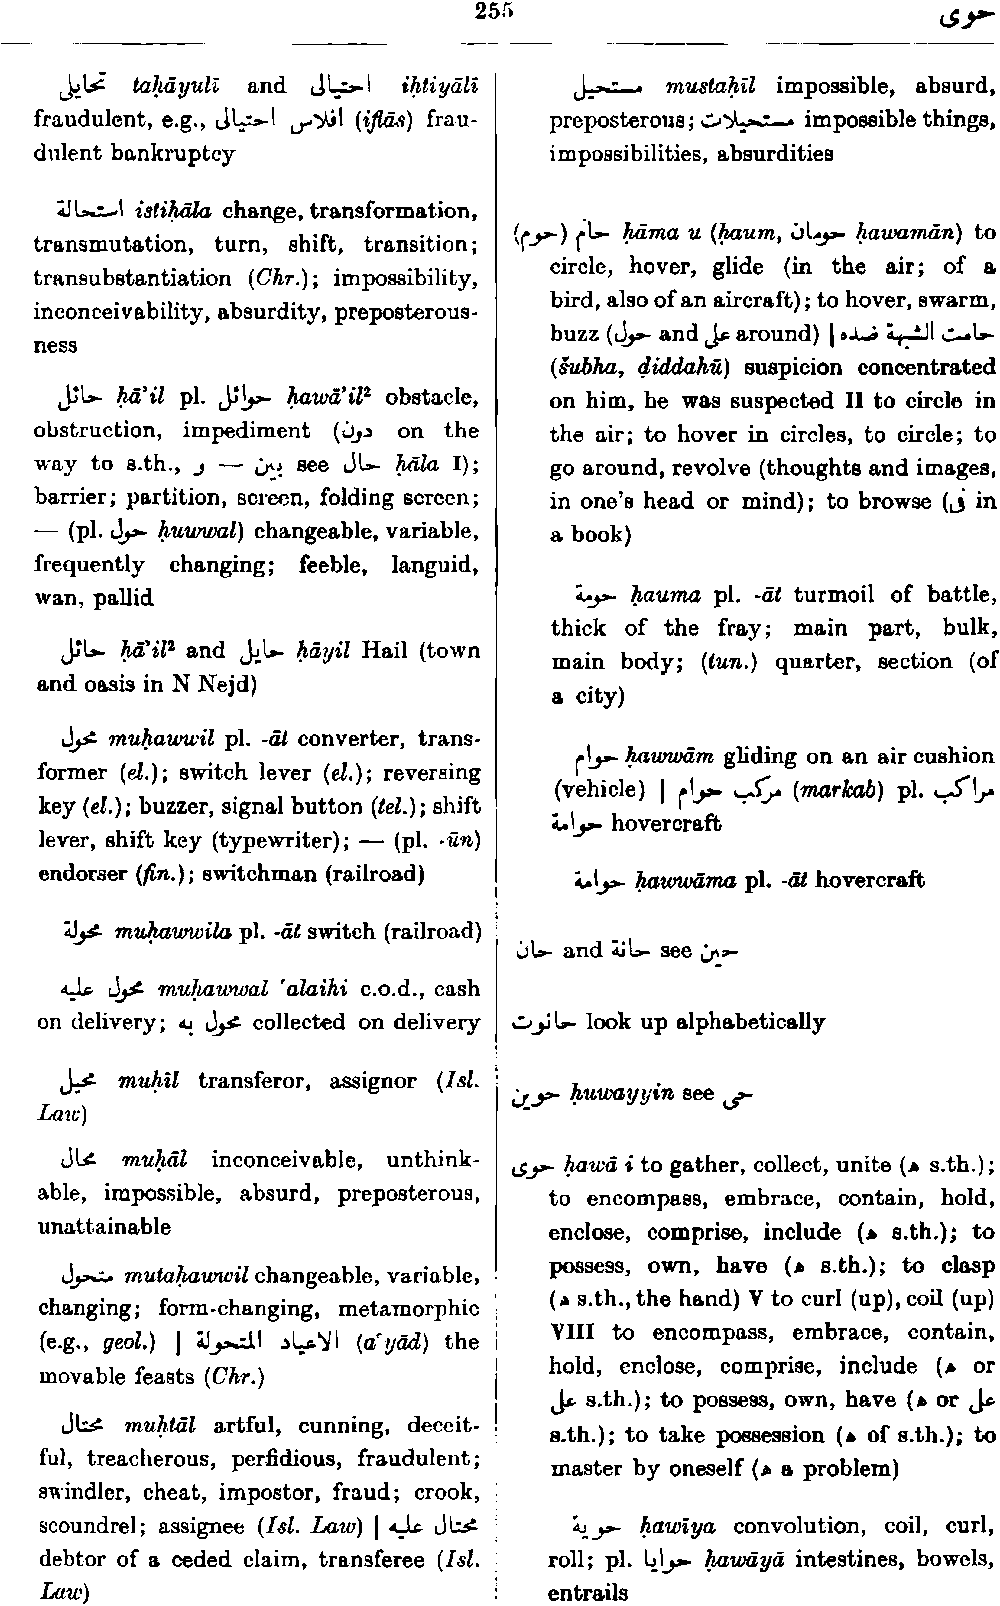 255
حوى
تحايلى taḥāyulī and احتيالى iḥtiyālī
fraudulent, e.g., افلاس احتيالى (iflās) frau-
dulent bankruptcy
استحالة istiḥāla change, transformation,
transmutation, turn, shift, transition;
transubstantiation (Chr.); impossibility,
inconceivability, absurdity, preposterous-
ness
حائل ḥā’il pl. حوائل ḥawā’il² obstacle,
obstruction, impediment (دون on the
way to s.th., بين — و see حال ḥāla I);
barrier; partition, screen, folding screen;
— (pl. حول ḥuwwal) changeable, variable,
frequently changing; feeble, languid,
wan, pallid
حائل ḥā’il² and حايل ḥāyil Hail (town
and oasis in N Nejd)
محول muḥawwil pl. -āt converter, trans-
former (el.); switch lever (el.); reversing
key (el.); buzzer, signal button (tel.); shift
lever, shift key (typewriter); — (pl. -ūn)
endorser (fin.); switchman (railroad)
محولة muḥawwila pl. -āt switch (railroad)
محول عليه muḥawwal ‘alaihi c.o.d., cash
on delivery; محول به collected on delivery
محيل muḥīl transferor, assignor (Isl.
Law)
محال muḥāl inconceivable, unthink-
able, impossible, absurd, preposterous,
unattainable
متحول mutaḥawwil changeable, variable,
changing; form-changing, metamorphic
(e.g., geol.) | الاعياد المتحولة (a‘yād) the
movable feasts (Chr.)
محتال muḥtāl artful, cunning, deceit-
ful, treacherous, perfidious, fraudulent;
swindler, cheat, impostor, fraud; crook,
scoundrel; assignee (Isl. Law) | محتال عليه
debtor of a ceded claim, transferee (Isl.
Law)
مستحيل mustaḥīl impossible, absurd,
preposterous; مستحيلات impossible things,
impossibilities, absurdities
(حوم) حام ḥāma u (ḥaum, حومان ḥawamān) to
circle, hover, glide (in the air; of a
bird, also of an aircraft); to hover, swarm,
buzz (حول and على around) | حامت الشبهة ضده
(šubha, ḍiddahū) suspicion concentrated
on him, he was suspected II to circle in
the air; to hover in circles, to circle; to
go around, revolve (thoughts and images,
in one’s head or mind); to browse (فى in
a book)
حومة ḥauma pl. -āt turmoil of battle,
thick of the fray; main part, bulk,
main body; (tun.) quarter, section (of
a city)
حوام ḥawwām gliding on an air cushion
(vehicle) | مركب حوام (markab) pl. مراكب
حوامة hovercraft
حوامة ḥawwāma pl. -āt hovercraft
حان and حانة see حين
حانوت look up alphabetically
حوين ḥuwayyin see حى
حوى ḥawā i to gather, collect, unite (ه s.th.);
to encompass, embrace, contain, hold,
enclose, comprise, include (ه s.th.); to
possess, own, have (ه s.th.); to clasp
(ه s.th., the hand) V to curl (up), coil (up)
VIII to encompass, embrace, contain,
hold, enclose, comprise, include (ه or
على s.th.); to possess, own, have (ه or على
s.th.); to take possession (ه of s.th.); to
master by oneself (ه a problem)
حوية ḥawīya convolution, coil, curl,
roll; pl. حوايا ḥawāyā intestines, bowels,
entrails